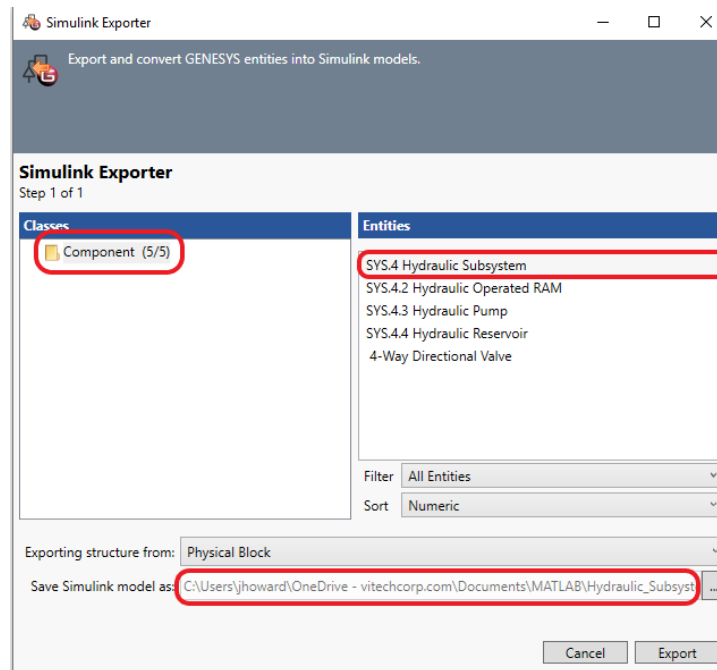 Simulink Exporter
Export and convert GENESYS entities into Simulink models.
Simulink Exporter
Step 1 of 1
Classes
Component (5/5)
Entities
SYS.4 Hydraulic Subsystem
SYS.4.2 Hydraulic Operated RAM
SYS.4.3 Hydraulic Pump
SYS.4.4 Hydraulic Reservoir
4-Way Directional Valve
Filter All Entities
Sort Numeric
Exporting structure from: Physical Block
Save Simulink model as: C:\Users\jhoward\OneDrive - vitechcorp.com\Documents\MATLAB\Hydraulic_Subsyst ...
Cancel Export